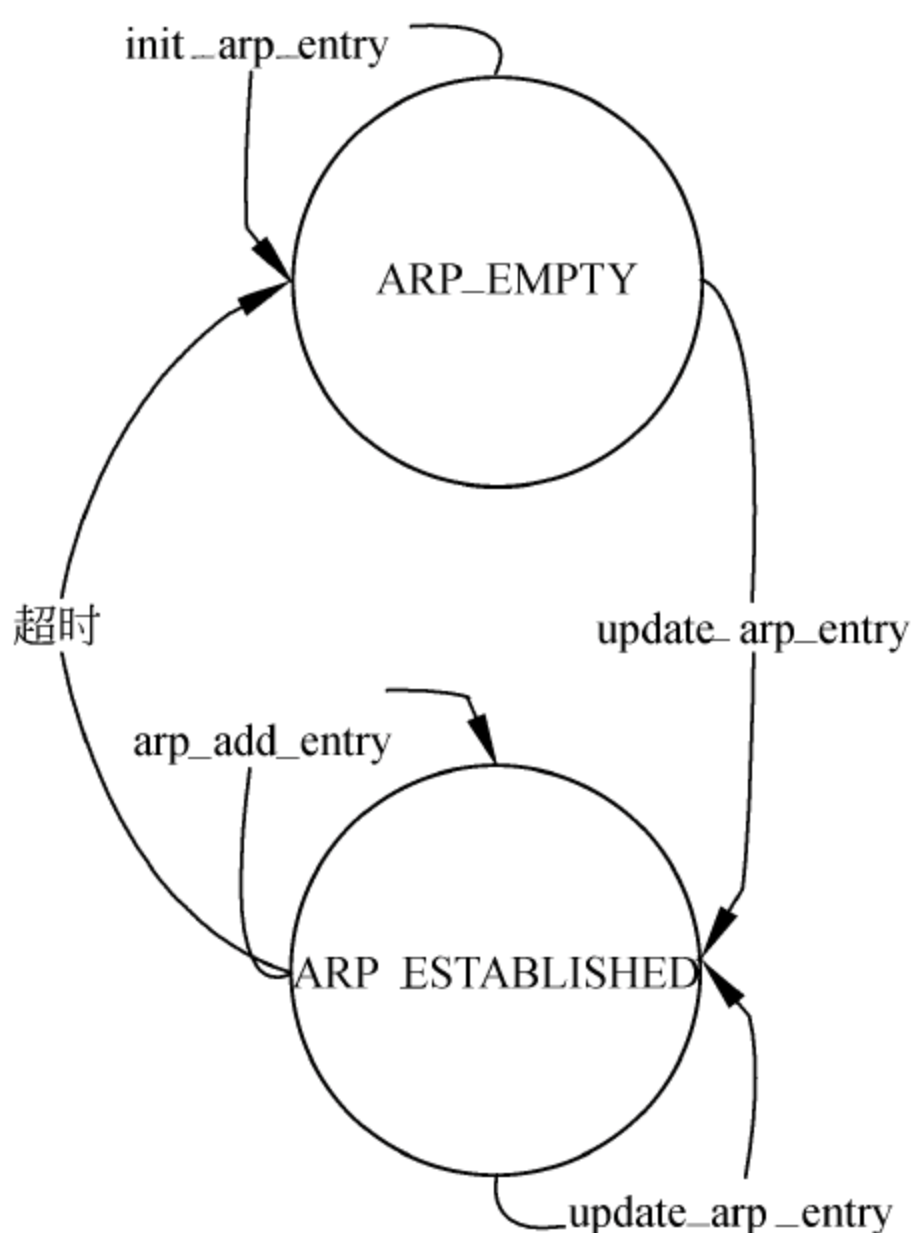 init_arp_entry
ARP_EMPTY
超时
update_arp_entry
arp_add_entry
ARP_ESTABLISHED
update_arp_entry